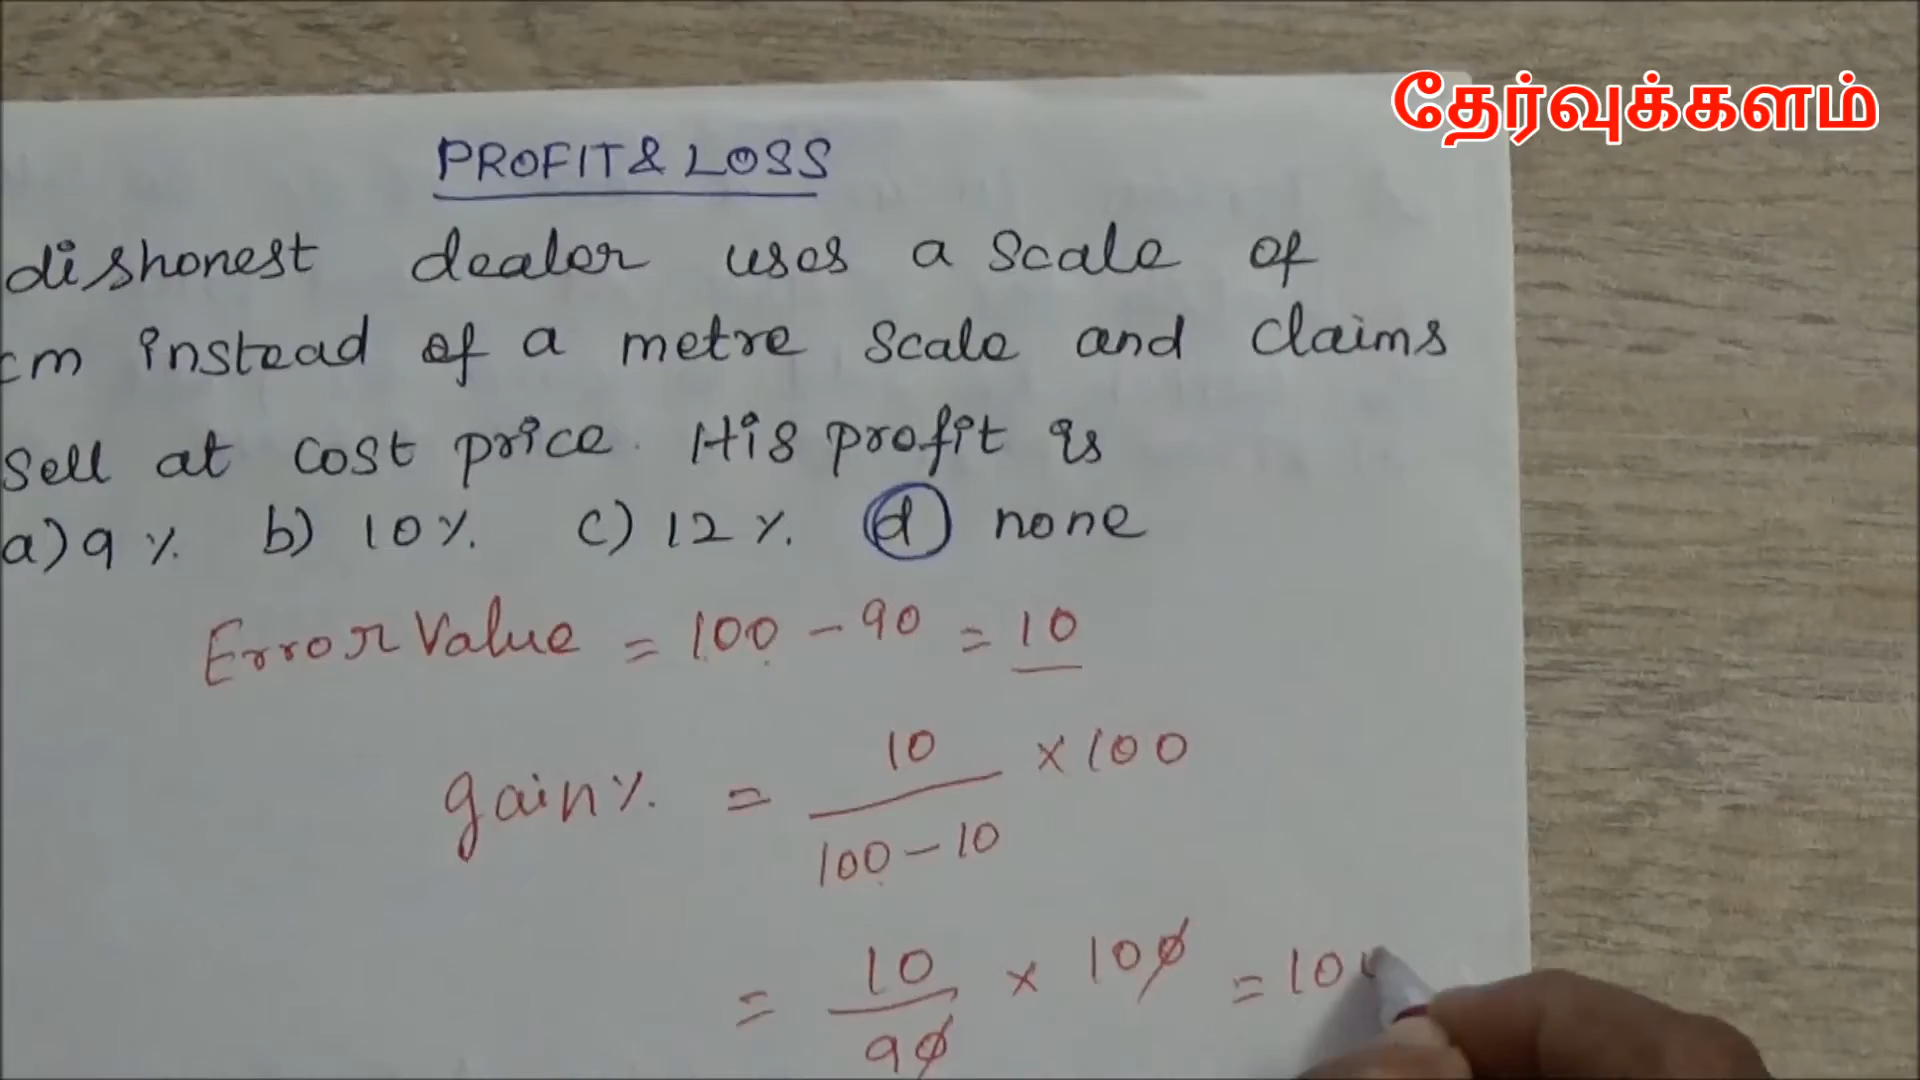 தேர்வுக்களம்
PROFIT & LOSS
dishonest dealer uses a scale of
cm instead of a metre scale and claims
sell at cost price. His profit is
a) 9 % b) 10 % c) 12 % d) none
Error Value = 100 - 90 = 10
gain % = 10 / 100 - 10 × 100
= 10 / 90 × 100 = 10